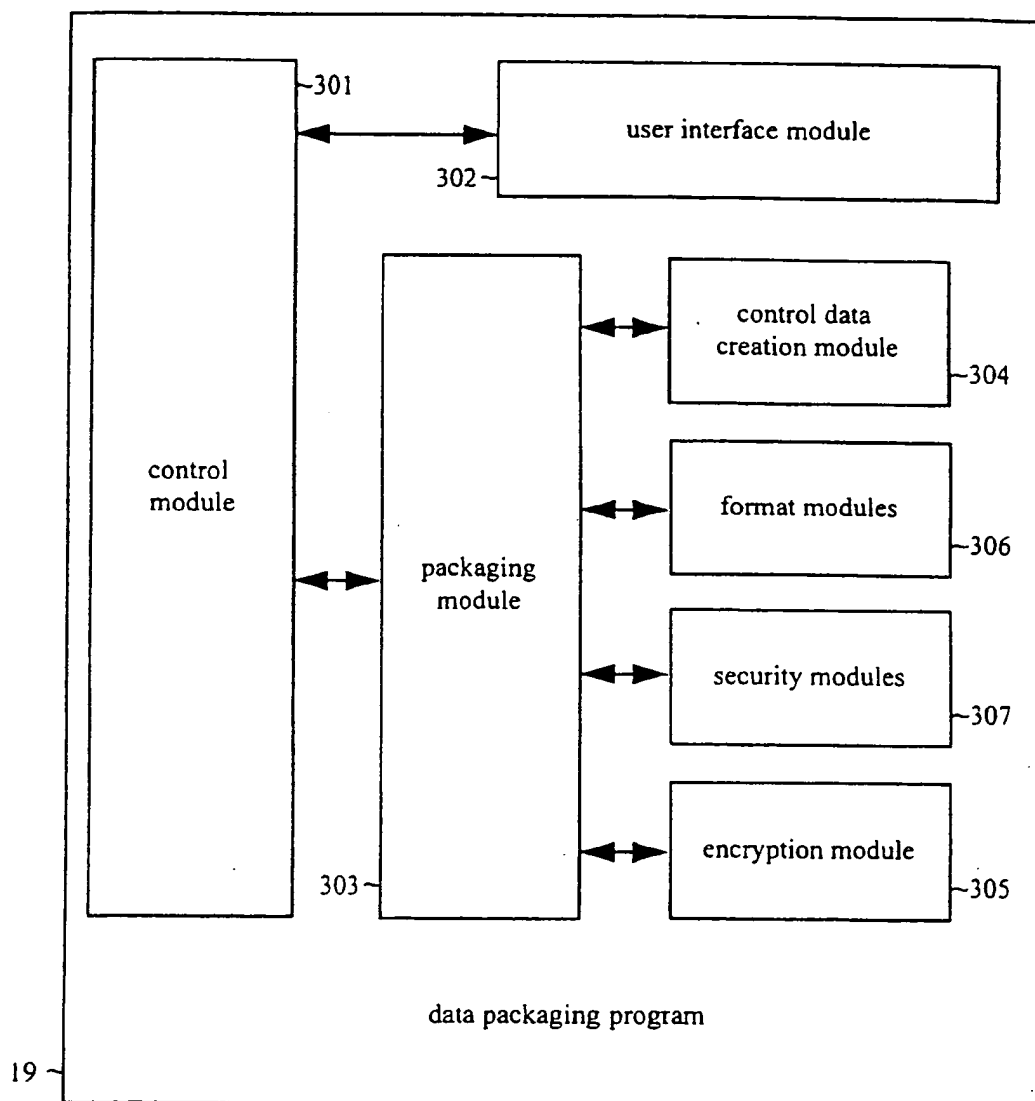 301
user interface module
302
control data
creation module
304
control
module
format modules
306
packaging
module
security modules
307
encryption module
303
305
data packaging program
19